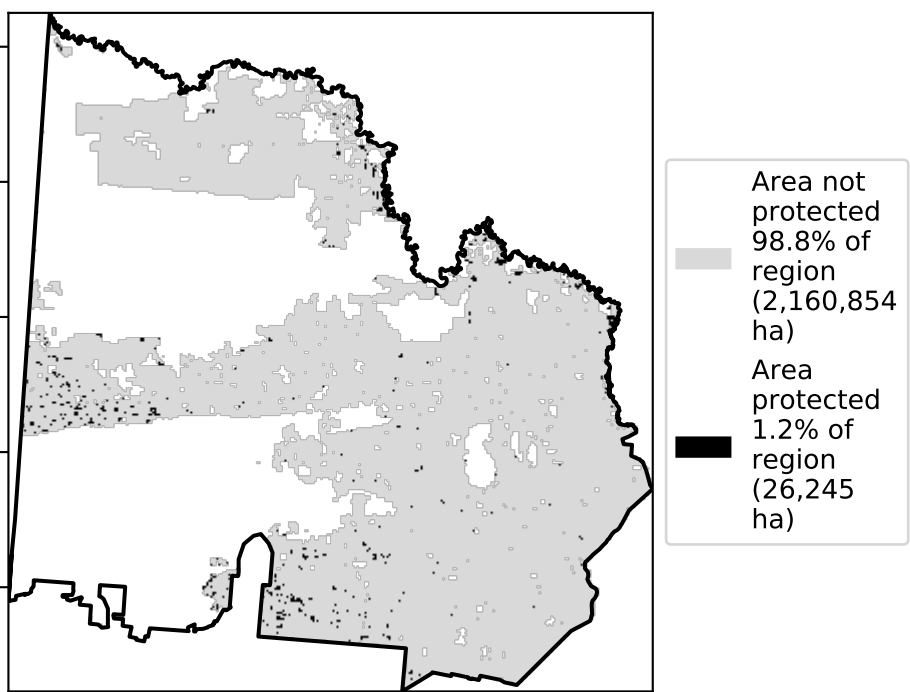 Area not
protected
98.8% of
region
(2,160,854
ha)
Area
protected
1.2% of
region
(26,245
ha)